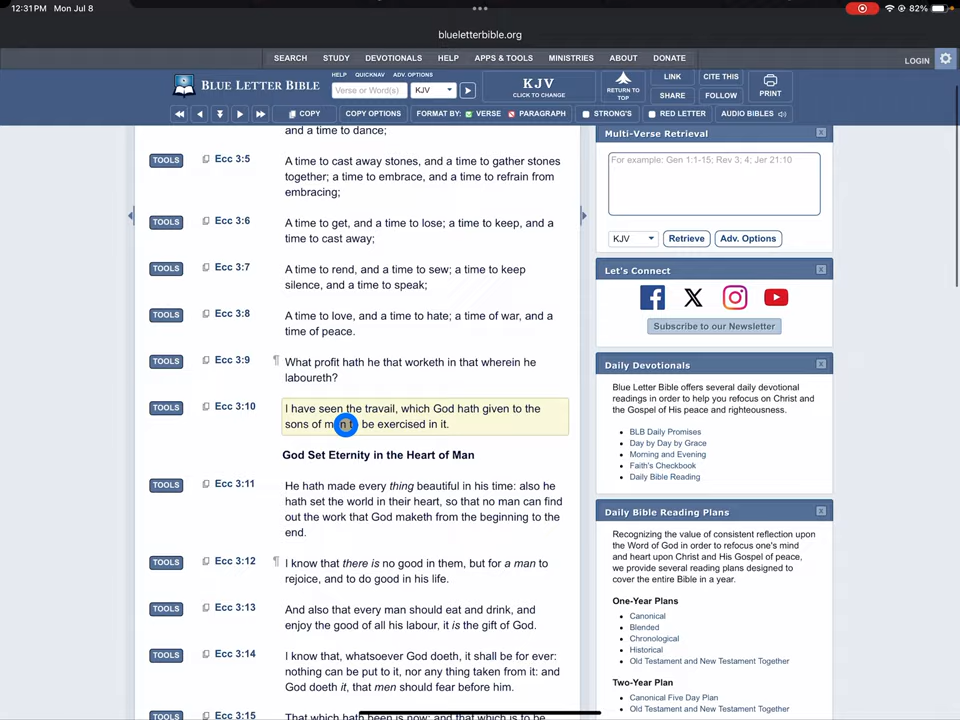 12:31PM Mon Jul 8
82%
blueletterbible.org
SEARCH STUDY DEVOTIONALS HELP APPS & TOOLS MINISTRIES ABOUT DONATE
LOGIN
BLUE LETTER BIBLE
HELP QUICKNAV ADV. OPTIONS
Verse or Word(s)
KJV
KJV
CLICK TO CHANGE
RETURN TO
TOP
LINK
CITE THIS
SHARE
FOLLOW
PRINT
COPY
COPY OPTIONS
FORMAT BY: VERSE PARAGRAPH
STRONG'S
RED LETTER
AUDIO BIBLES
and a time to dance;
TOOLS
Ecc 3:5
A time to cast away stones, and a time to gather stones
together; a time to embrace, and a time to refrain from
embracing;
TOOLS
Ecc 3:6
A time to get, and a time to lose; a time to keep, and a
time to cast away;
TOOLS
Ecc 3:7
A time to rend, and a time to sew; a time to keep
silence, and a time to speak;
TOOLS
Ecc 3:8
A time to love, and a time to hate; a time of war, and a
time of peace.
TOOLS
Ecc 3:9
¶ What profit hath he that worketh in that wherein he
laboureth?
TOOLS
Ecc 3:10
I have seen the travail, which God hath given to the
sons of men to be exercised in it.
God Set Eternity in the Heart of Man
TOOLS
Ecc 3:11
He hath made every thing beautiful in his time: also he
hath set the world in their heart, so that no man can find
out the work that God maketh from the beginning to the
end.
TOOLS
Ecc 3:12
¶ I know that there is no good in them, but for a man to
rejoice, and to do good in his life.
TOOLS
Ecc 3:13
And also that every man should eat and drink, and
enjoy the good of all his labour, it is the gift of God.
TOOLS
Ecc 3:14
I know that, whatsoever God doeth, it shall be for ever:
nothing can be put to it, nor any thing taken from it: and
God doeth it, that men should fear before him.
TOOLS
Ecc 3:15
That which hath been is now; and that which is to be
Multi-Verse Retrieval
For example; Gen 1:1-15; Rev 3; 4; Jer 21:10
KJV
Retrieve
Adv. Options
Let's Connect
Subscribe to our Newsletter
Daily Devotionals
Blue Letter Bible offers several daily devotional
readings in order to help you refocus on Christ and
the Gospel of His peace and righteousness.
BLB Daily Promises
Day by Day by Grace
Morning and Evening
Faith's Checkbook
Daily Bible Reading
Daily Bible Reading Plans
Recognizing the value of consistent reflection upon
the Word of God in order to refocus one's mind
and heart upon Christ and His Gospel of peace,
we provide several reading plans designed to
cover the entire Bible in a year.
One-Year Plans
Canonical
Blended
Chronological
Historical
Old Testament and New Testament Together
Two-Year Plan
Canonical Five Day Plan
Old Testament and New Testament Together